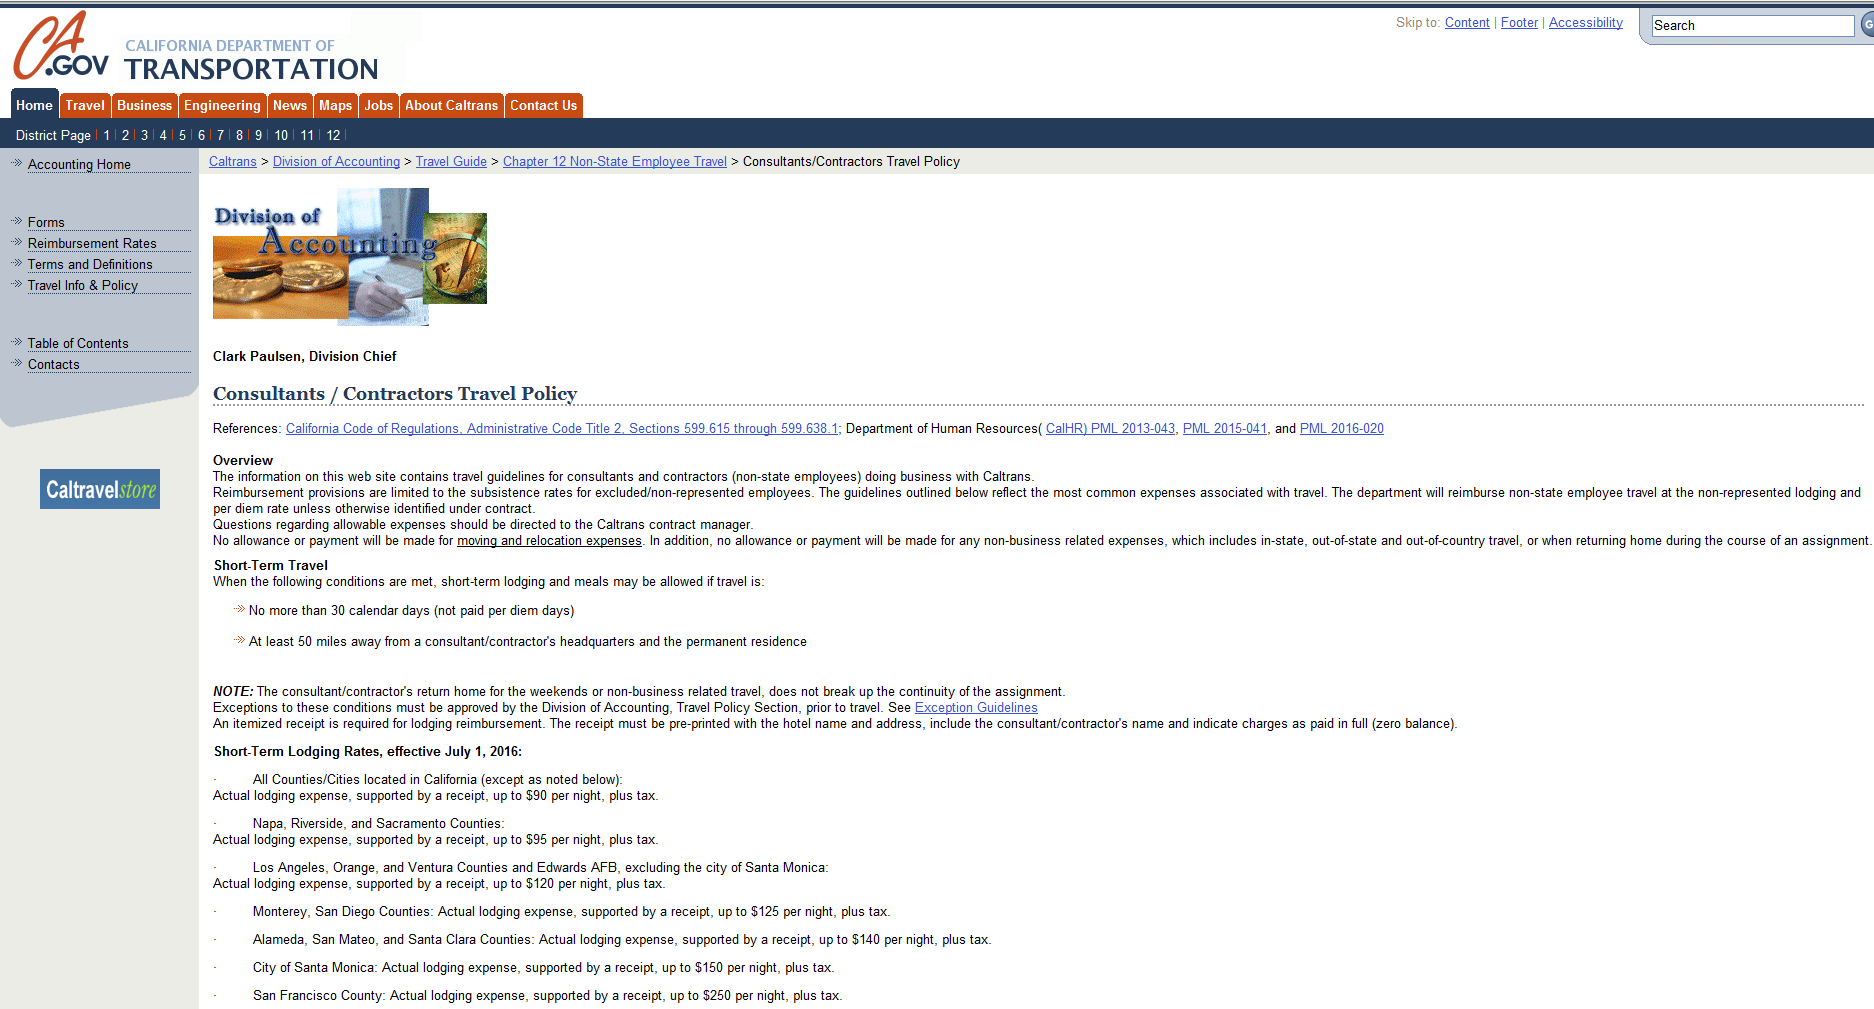 Skip to: Content | Footer | Accessibility
Search
CA.GOV
CALIFORNIA DEPARTMENT OF
TRANSPORTATION
Home Travel Business Engineering News Maps Jobs About Caltrans Contact Us
District Page | 1 | 2 | 3 | 4 | 5 | 6 | 7 | 8 | 9 | 10 | 11 | 12 |
Accounting Home
Forms
Reimbursement Rates
Terms and Definitions
Travel Info & Policy
Table of Contents
Contacts
Caltravelstore
Caltrans > Division of Accounting > Travel Guide > Chapter 12 Non-State Employee Travel > Consultants/Contractors Travel Policy
Division of
Accounting
Clark Paulsen, Division Chief
Consultants / Contractors Travel Policy
References: California Code of Regulations, Administrative Code Title 2, Sections 599.615 through 599.638.1; Department of Human Resources( CalHR) PML 2013-043, PML 2015-041, and PML 2016-020
Overview
The information on this web site contains travel guidelines for consultants and contractors (non-state employees) doing business with Caltrans.
Reimbursement provisions are limited to the subsistence rates for excluded/non-represented employees. The guidelines outlined below reflect the most common expenses associated with travel. The department will reimburse non-state employee travel at the non-represented lodging and
per diem rate unless otherwise identified under contract.
Questions regarding allowable expenses should be directed to the Caltrans contract manager.
No allowance or payment will be made for moving and relocation expenses. In addition, no allowance or payment will be made for any non-business related expenses, which includes in-state, out-of-state and out-of-country travel, or when returning home during the course of an assignment.
Short-Term Travel
When the following conditions are met, short-term lodging and meals may be allowed if travel is:
No more than 30 calendar days (not paid per diem days)
At least 50 miles away from a consultant/contractor's headquarters and the permanent residence
NOTE: The consultant/contractor's return home for the weekends or non-business related travel, does not break up the continuity of the assignment.
Exceptions to these conditions must be approved by the Division of Accounting, Travel Policy Section, prior to travel. See Exception Guidelines
An itemized receipt is required for lodging reimbursement. The receipt must be pre-printed with the hotel name and address, include the consultant/contractor's name and indicate charges as paid in full (zero balance).
Short-Term Lodging Rates, effective July 1, 2016:
· All Counties/Cities located in California (except as noted below):
Actual lodging expense, supported by a receipt, up to $90 per night, plus tax.
· Napa, Riverside, and Sacramento Counties:
Actual lodging expense, supported by a receipt, up to $95 per night, plus tax.
· Los Angeles, Orange, and Ventura Counties and Edwards AFB, excluding the city of Santa Monica:
Actual lodging expense, supported by a receipt, up to $120 per night, plus tax.
· Monterey, San Diego Counties: Actual lodging expense, supported by a receipt, up to $125 per night, plus tax.
· Alameda, San Mateo, and Santa Clara Counties: Actual lodging expense, supported by a receipt, up to $140 per night, plus tax.
· City of Santa Monica: Actual lodging expense, supported by a receipt, up to $150 per night, plus tax.
· San Francisco County: Actual lodging expense, supported by a receipt, up to $250 per night, plus tax.